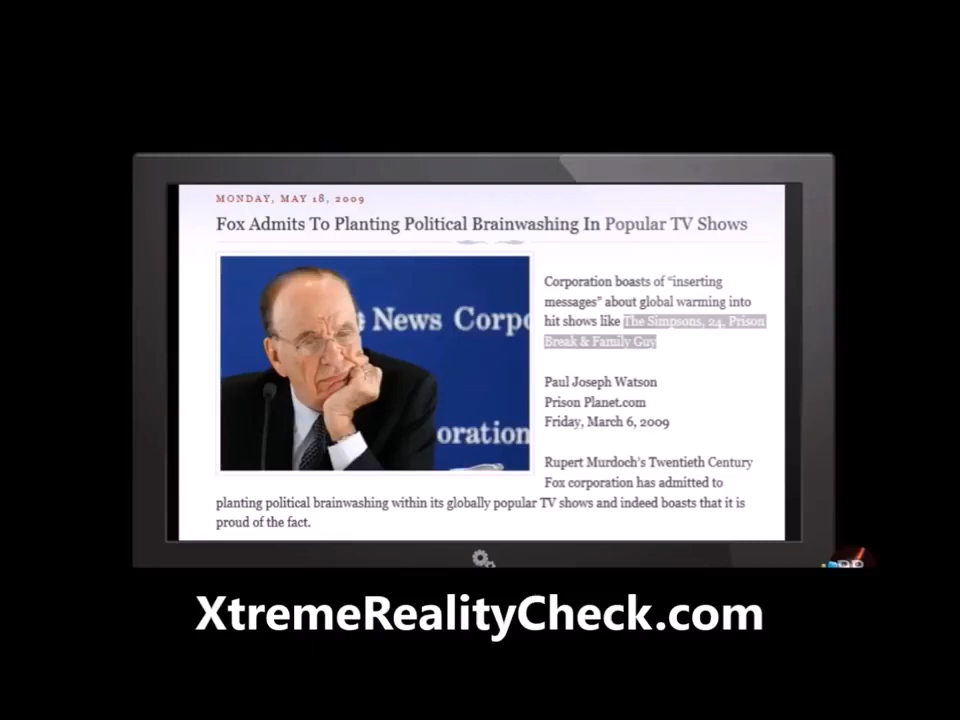 MONDAY, MAY 18, 2009
Fox Admits To Planting Political Brainwashing In Popular TV Shows
News Corpo
oration
Corporation boasts of "inserting
messages" about global warming into
hit shows like The Simpsons, 24, Prison
Break & Family Guy
Paul Joseph Watson
Prison Planet.com
Friday, March 6, 2009
Rupert Murdoch's Twentieth Century
Fox corporation has admitted to
planting political brainwashing within its globally popular TV shows and indeed boasts that it is
proud of the fact.
XtremeRealityCheck.com